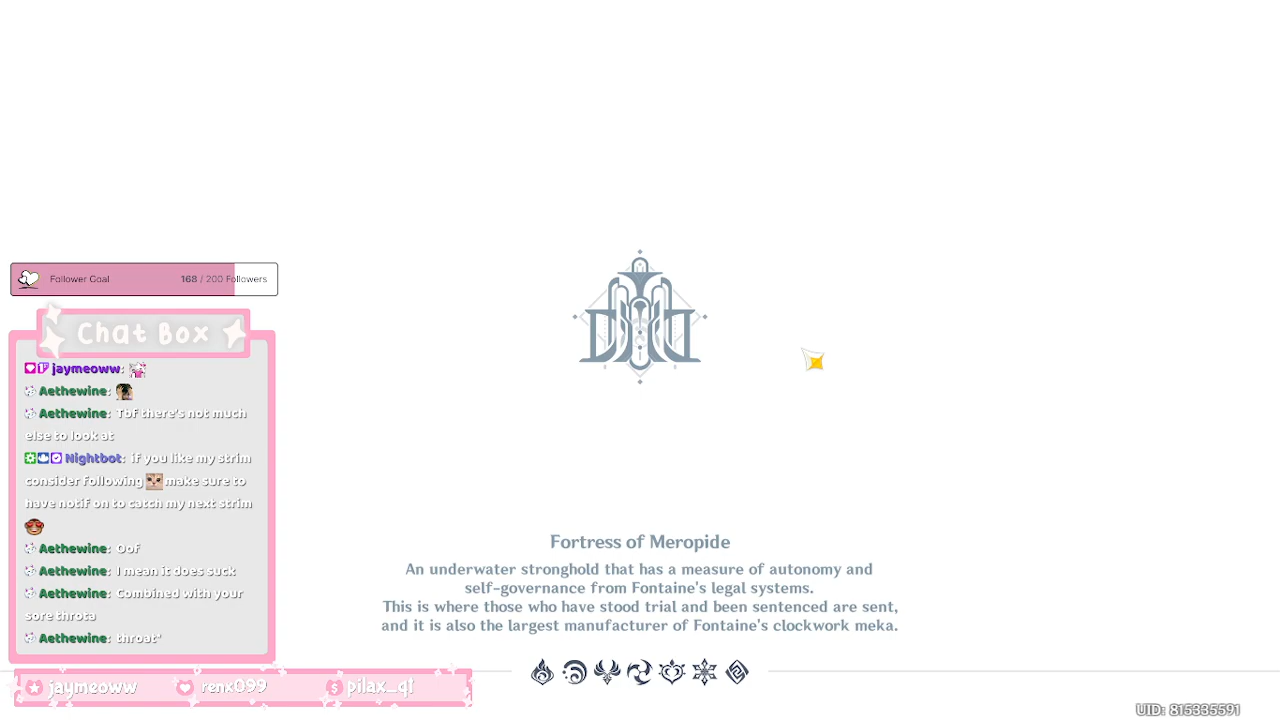 Follower Goal 168 / 200 Followers
Chat Box
jaymeoww:
Aethewine:
Aethewine: Tbf there's not much
else to look at
Nightbot: if you like my strim
consider following make sure to
have notif on to catch my next strim
Aethewine: Oof
Aethewine: I mean it does suck
Aethewine: Combined with your
sore throta
Aethewine: throat*
Fortress of Meropide
An underwater stronghold that has a measure of autonomy and
self-governance from Fontaine's legal systems.
This is where those who have stood trial and been sentenced are sent,
and it is also the largest manufacturer of Fontaine's clockwork meka.
jaymeoww renx099 pilax_qt
UID: 815335591